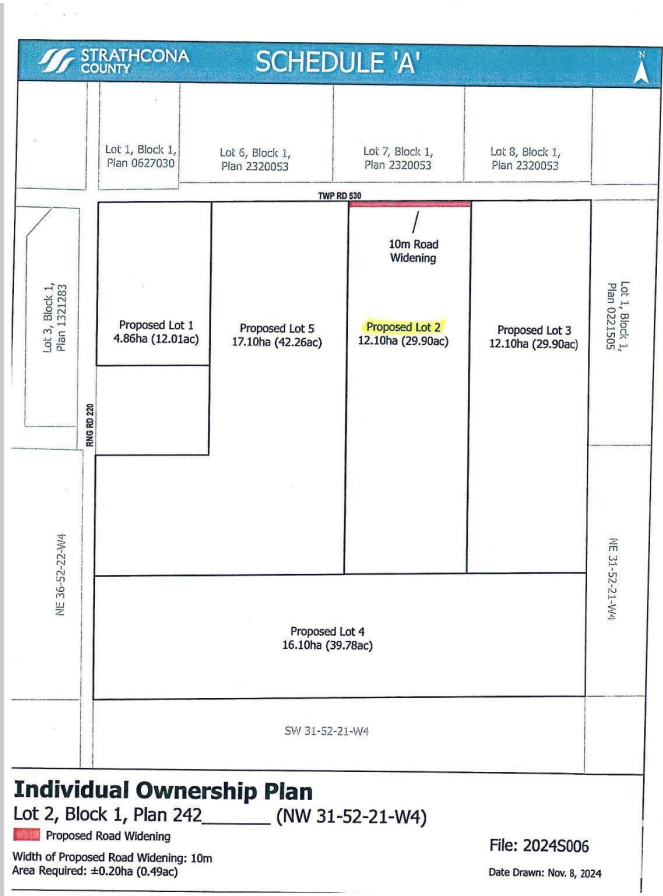 STRATHCONA
COUNTY
SCHEDULE 'A'
N
Lot 1, Block 1,
Plan 0627030
Lot 6, Block 1,
Plan 2320053
Lot 7, Block 1,
Plan 2320053
Lot 8, Block 1,
Plan 2320053
TWP RD 530
10m Road
Widening
Lot 3, Block 1,
Plan 1321283
Proposed Lot 1
4.86ha (12.01ac)
Proposed Lot 5
17.10ha (42.26ac)
Proposed Lot 2
12.10ha (29.90ac)
Proposed Lot 3
12.10ha (29.90ac)
Lot 1, Block 1,
Plan 0221505
RNG RD 220
NE 36-52-22-W4
NE 31-52-21-W4
Proposed Lot 4
16.10ha (39.78ac)
SW 31-52-21-W4
Individual Ownership Plan
Lot 2, Block 1, Plan 242_______ (NW 31-52-21-W4)
Proposed Road Widening
Width of Proposed Road Widening: 10m
Area Required: ±0.20ha (0.49ac)
File: 2024S006
Date Drawn: Nov. 8, 2024